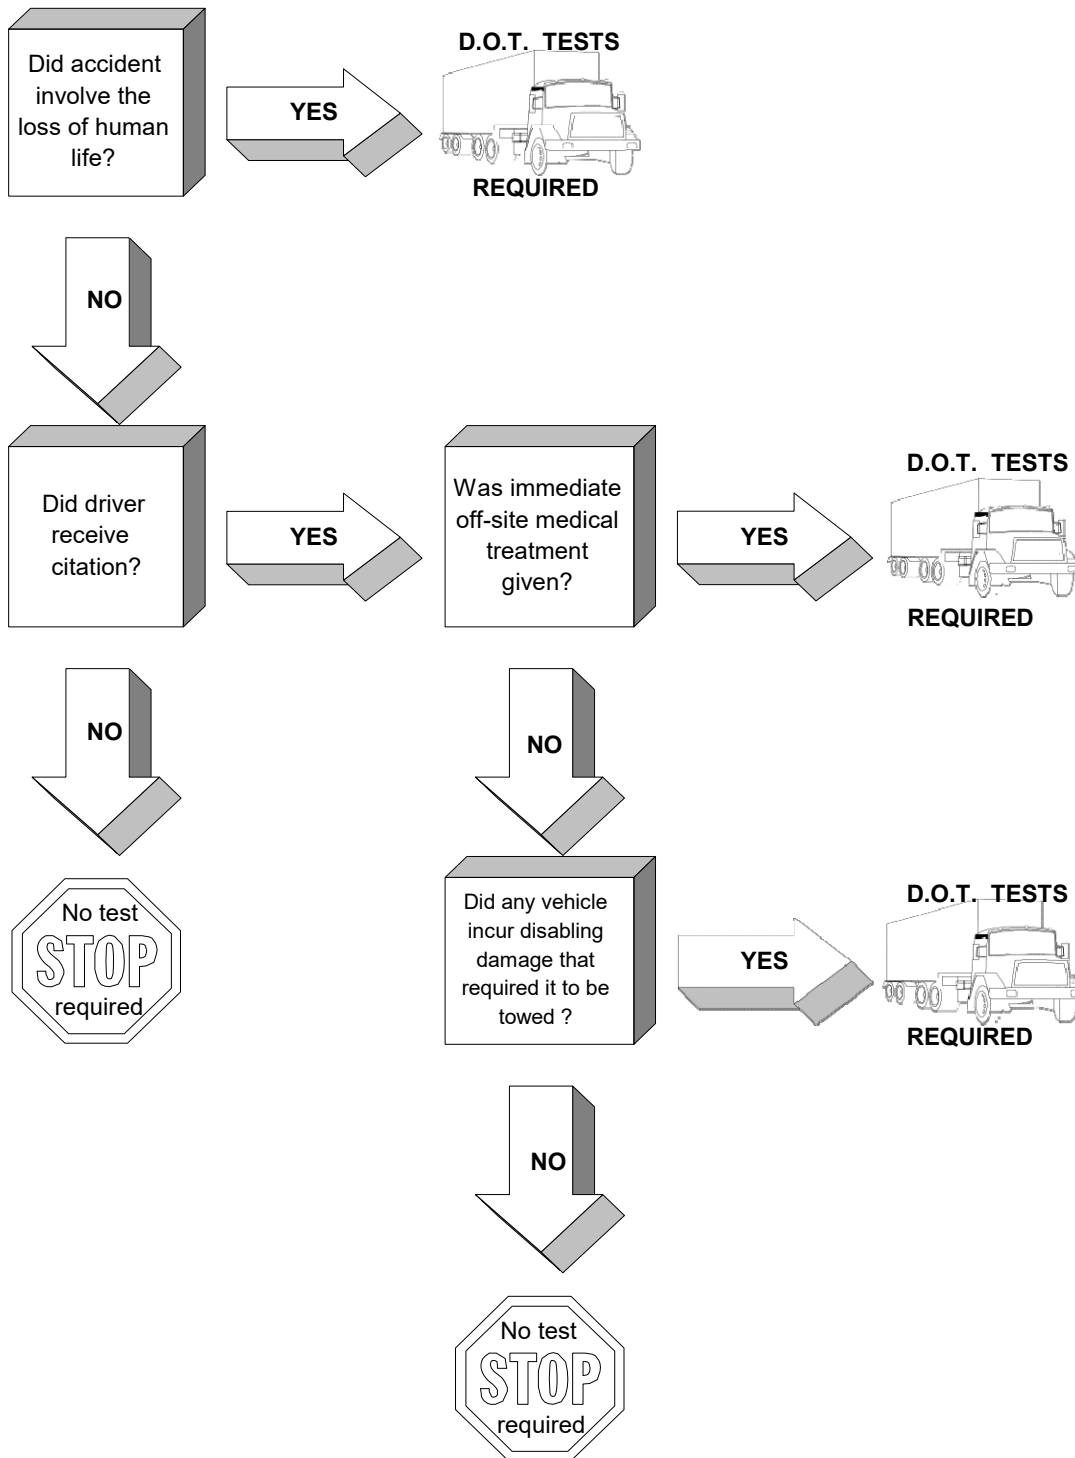 Did accident
involve the
loss of human
life?
YES
D.O.T. TESTS
REQUIRED
NO
Did driver
receive
citation?
YES
Was immediate
off-site medical
treatment
given?
YES
D.O.T. TESTS
REQUIRED
NO
NO
No test
STOP
required
Did any vehicle
incur disabling
damage that
required it to be
towed ?
YES
D.O.T. TESTS
REQUIRED
NO
No test
STOP
required